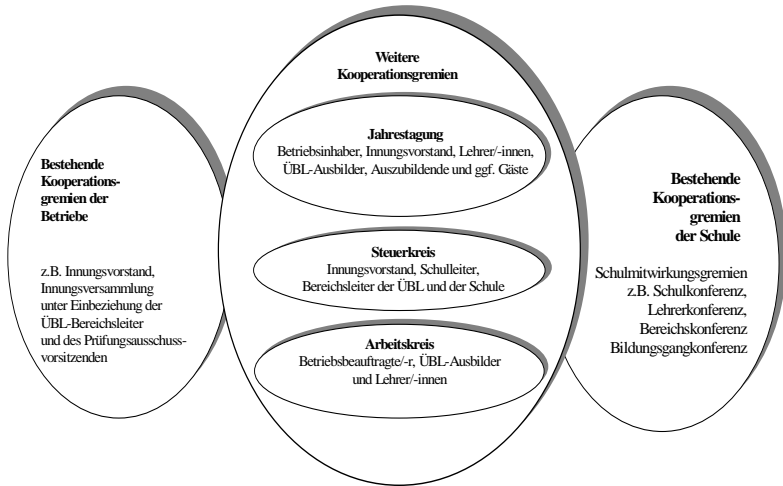 Bestehende
Kooperations-
gremien der
Betriebe
z.B. Innungsvorstand,
Innungsversammlung
unter Einbeziehung der
ÜBL-Bereichsleiter
und des Prüfungsausschuss-
vorsitzenden
Weitere
Kooperationsgremien
Jahrestagung
Betriebsinhaber, Innungsvorstand, Lehrer/-innen,
ÜBL-Ausbilder, Auszubildende und ggf. Gäste
Steuerkreis
Innungsvorstand, Schulleiter,
Bereichsleiter der ÜBL und der Schule
Arbeitskreis
Betriebsbeauftragte/-r, ÜBL-Ausbilder
und Lehrer/-innen
Bestehende
Kooperations-
gremien
der Schule
Schulmitwirkungsgremien
z.B. Schulkonferenz,
Lehrerkonferenz,
Bereichskonferenz
Bildungsgangkonferenz